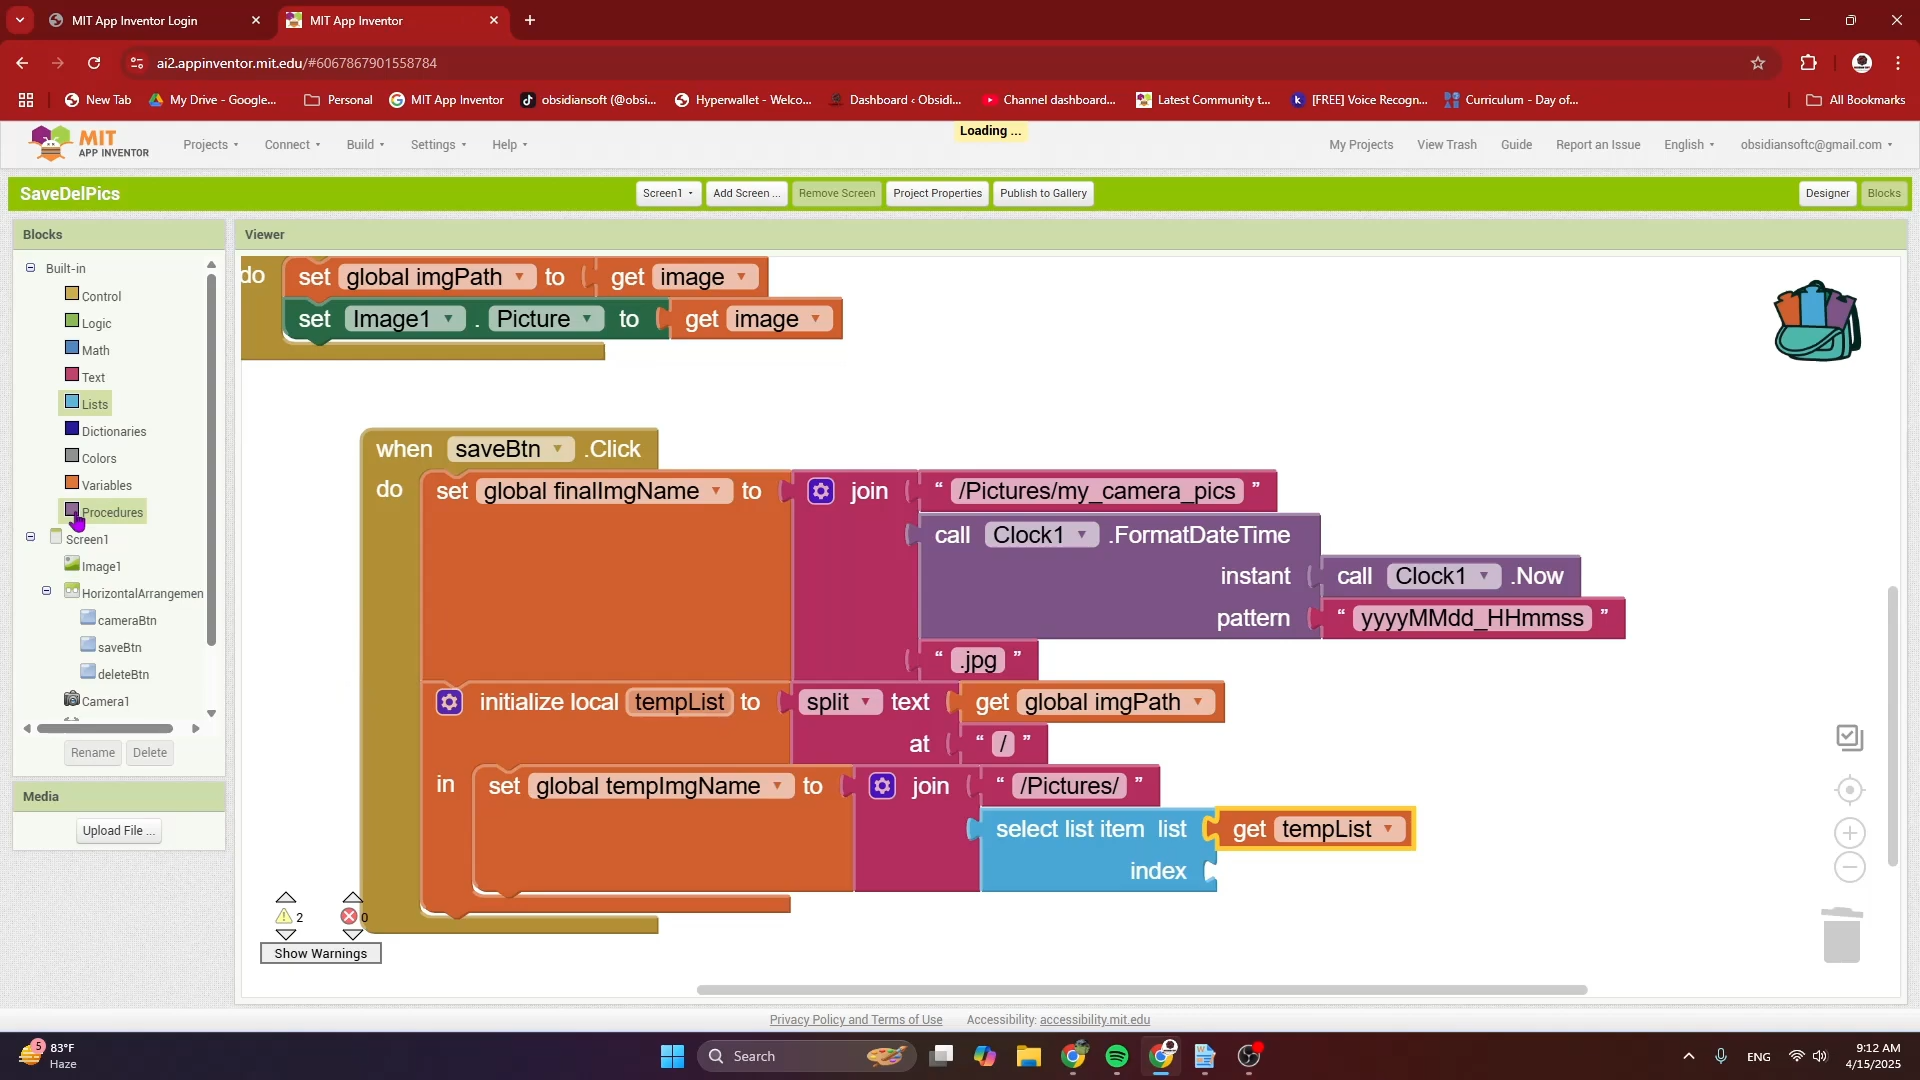 MIT App Inventor Login
MIT App Inventor
ai2.appinventor.mit.edu/#6067867901558784
New Tab
My Drive - Google...
Personal
MIT App Inventor
obsidiansoft (@obsi...
Hyperwallet - Welco...
Dashboard ‹ Obsidi...
Channel dashboard...
Latest Community t...
[FREE] Voice Recogn...
Curriculum - Day of...
All Bookmarks
MIT
APP INVENTOR
Projects
Connect
Build
Settings
Help
Loading ...
My Projects
View Trash
Guide
Report an Issue
English
obsidiansoftc@gmail.com
SaveDelPics
Screen1
Add Screen ...
Remove Screen
Project Properties
Publish to Gallery
Designer
Blocks
Blocks
Built-in
Control
Logic
Math
Text
Lists
Dictionaries
Colors
Variables
Procedures
Screen1
Image1
HorizontalArrangemen
cameraBtn
saveBtn
deleteBtn
Camera1
Rename
Delete
Media
Upload File ...
Viewer
do set global imgPath to get image
set Image1 . Picture to get image
when saveBtn .Click
do set global finalImgName to join “ /Pictures/my_camera_pics ”
call Clock1 .FormatDateTime
instant call Clock1 .Now
pattern “ yyyyMMdd_HHmmss ”
“ .jpg ”
initialize local tempList to split text get global imgPath
at “ / ”
in set global tempImgName to join “ /Pictures/ ”
select list item list get tempList
index
2
0
Show Warnings
Privacy Policy and Terms of Use
Accessibility: accessibility.mit.edu
5
83°F
Haze
Search
ENG
9:12 AM
4/15/2025